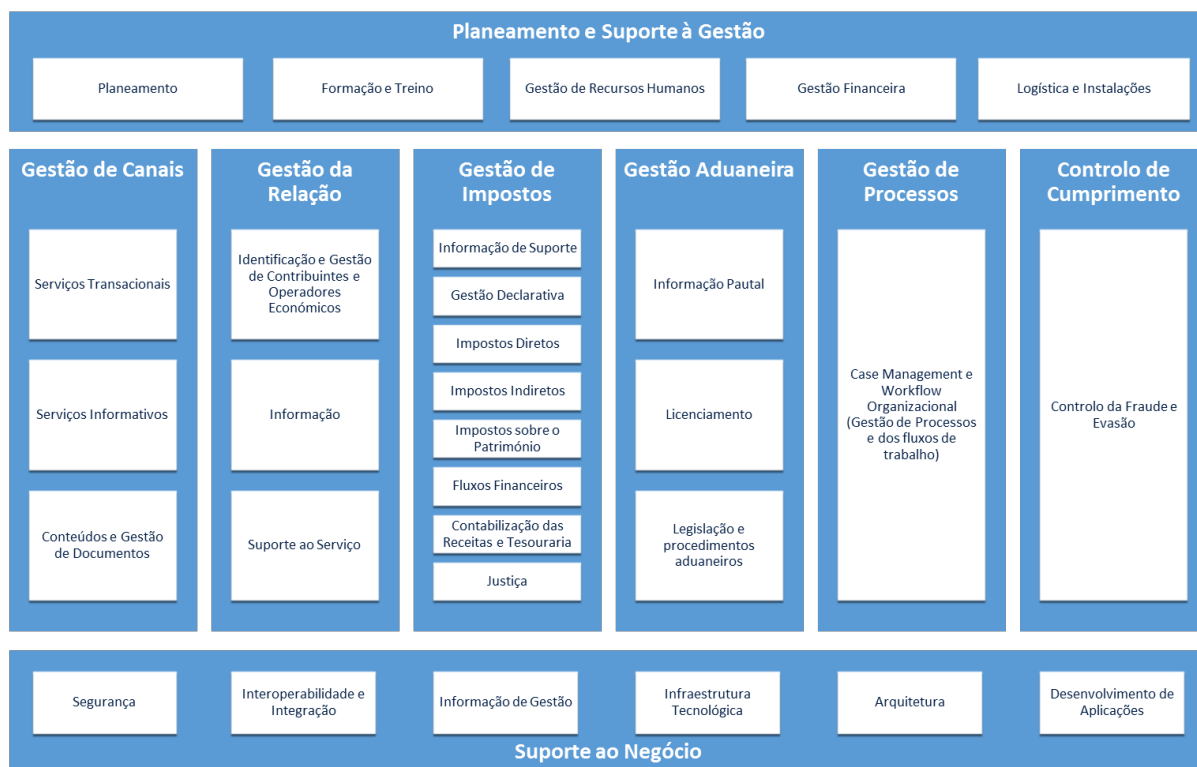 Planeamento e Suporte à Gestão
Planeamento
Formação e Treino
Gestão de Recursos Humanos
Gestão Financeira
Logística e Instalações
Gestão de Canais
Serviços Transacionais
Serviços Informativos
Conteúdos e Gestão
de Documentos
Gestão da
Relação
Identificação e Gestão
de Contribuintes e
Operadores
Económicos
Informação
Suporte ao Serviço
Gestão de
Impostos
Informação de Suporte
Gestão Declarativa
Impostos Diretos
Impostos Indiretos
Impostos sobre o
Património
Fluxos Financeiros
Contabilização das
Receitas e Tesouraria
Justiça
Gestão Aduaneira
Informação Pautal
Licenciamento
Legislação e
procedimentos
aduaneiros
Gestão de
Processos
Case Management e
Workflow
Organizacional
(Gestão de Processos
e dos fluxos de
trabalho)
Controlo de
Cumprimento
Controlo da Fraude e
Evasão
Segurança
Interoperabilidade e
Integração
Informação de Gestão
Infraestrutura
Tecnológica
Arquitetura
Desenvolvimento de
Aplicações
Suporte ao Negócio